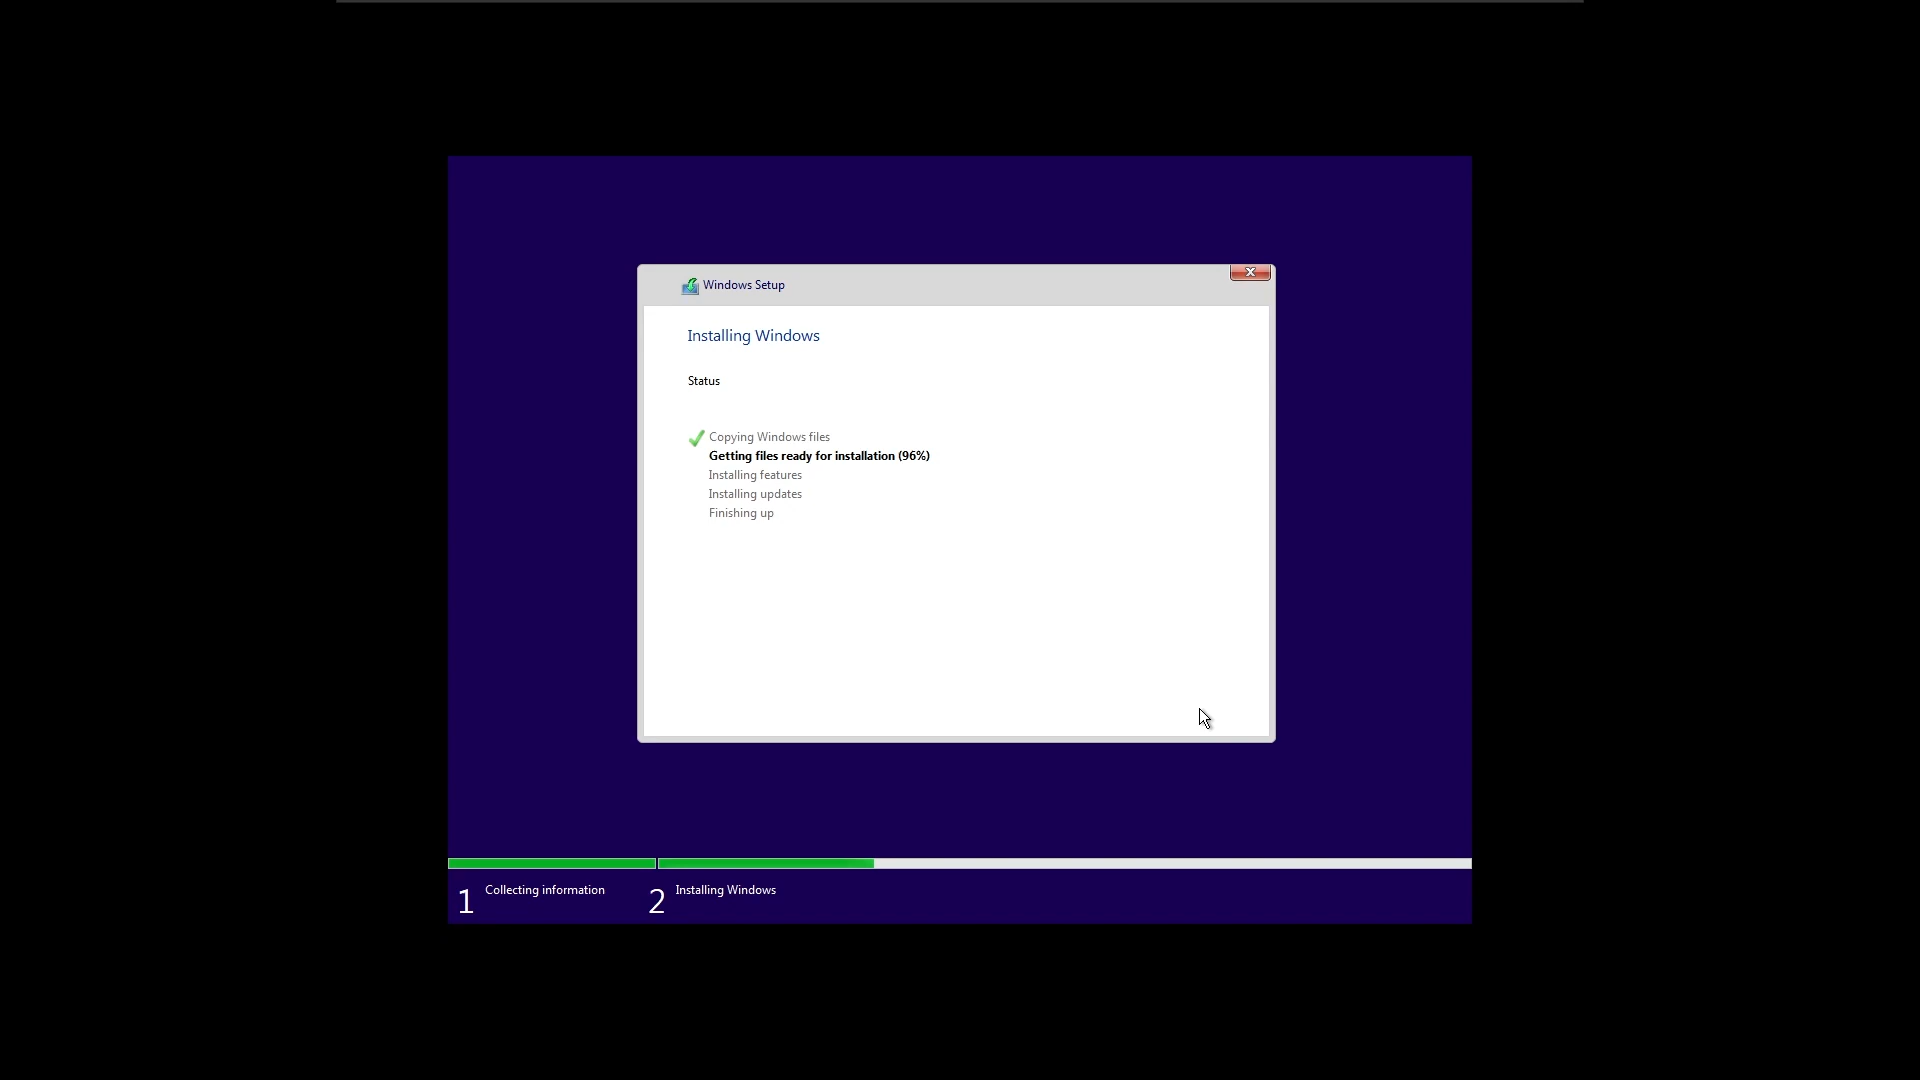 Windows Setup
Installing Windows
Status
Copying Windows files
Getting files ready for installation (96%)
Installing features
Installing updates
Finishing up
1 Collecting information 2 Installing Windows